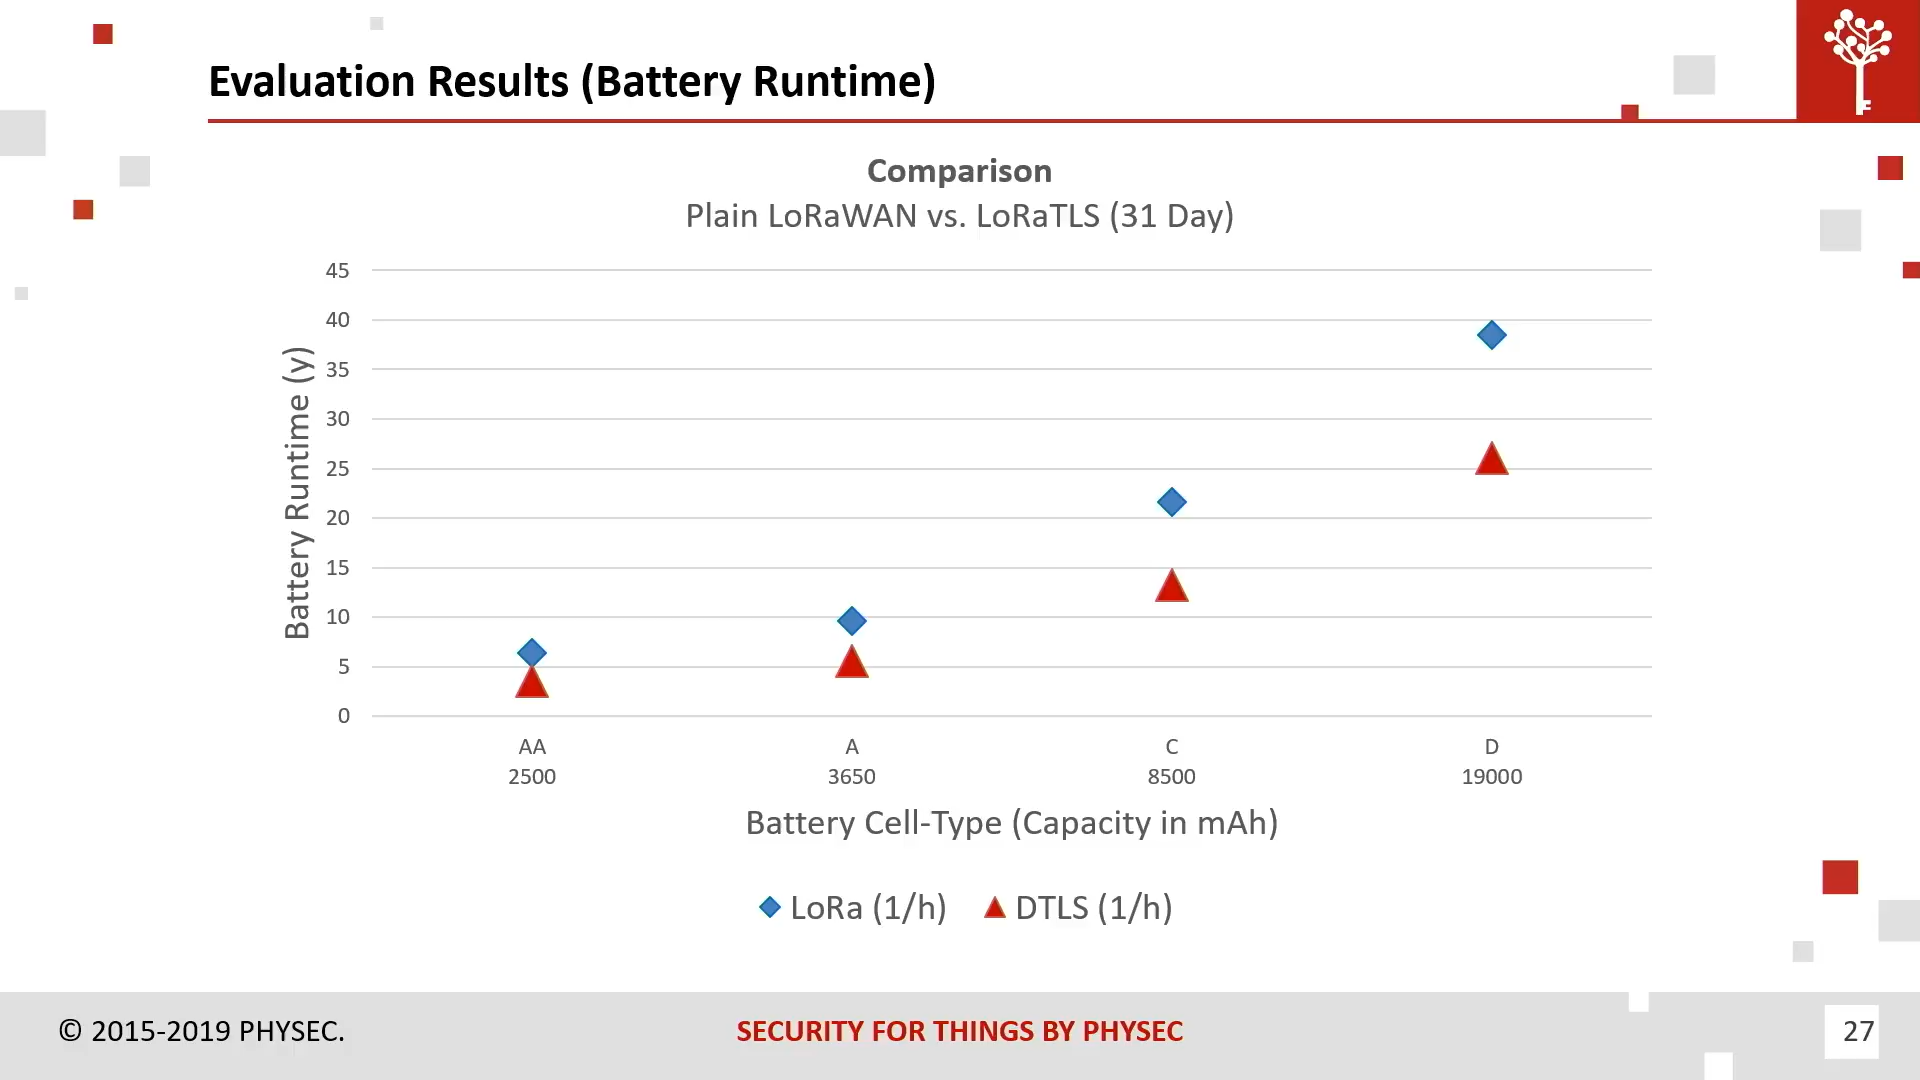 Evaluation Results (Battery Runtime)
Comparison
Plain LoRaWAN vs. LoRaTLS (31 Day)
45
40
35
30
25
20
15
10
5
0
Battery Runtime (y)
AA
2500
A
3650
C
8500
D
19000
Battery Cell-Type (Capacity in mAh)
LoRa (1/h)
DTLS (1/h)
© 2015-2019 PHYSEC.
SECURITY FOR THINGS BY PHYSEC
27